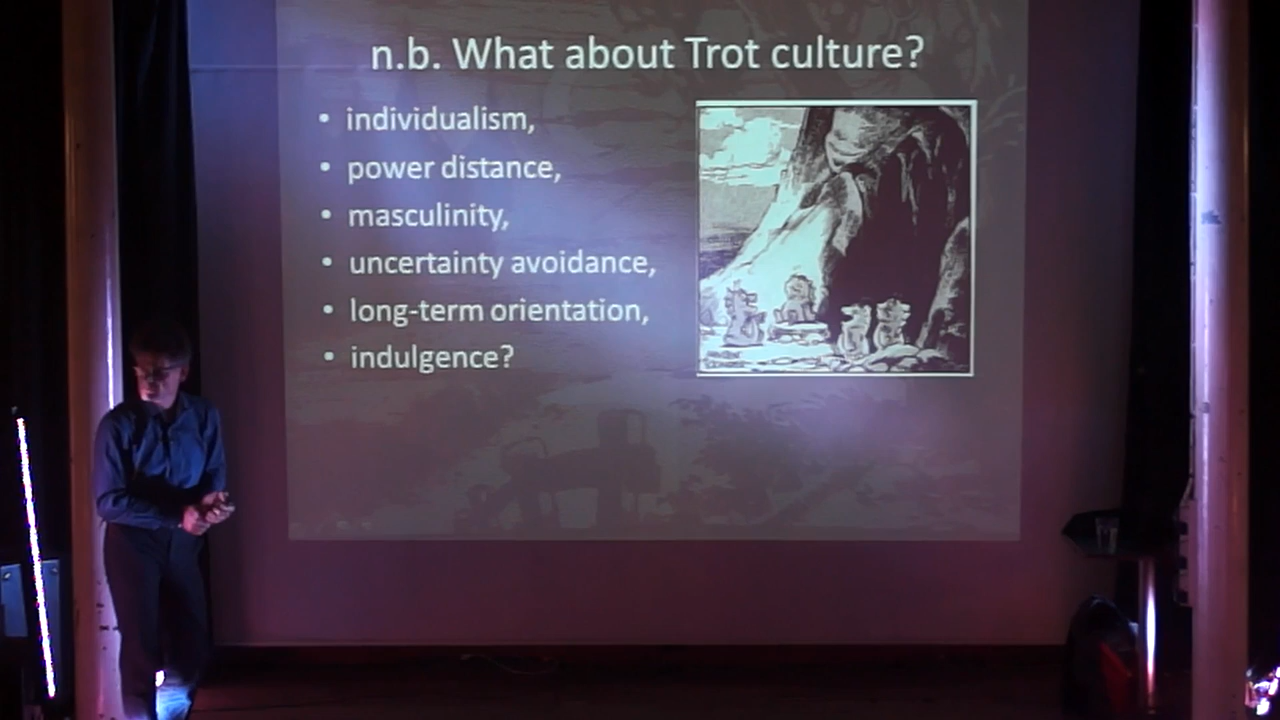 n.b. What about Trot culture?
• individualism,
• power distance,
• masculinity,
• uncertainty avoidance,
• long-term orientation,
• indulgence?